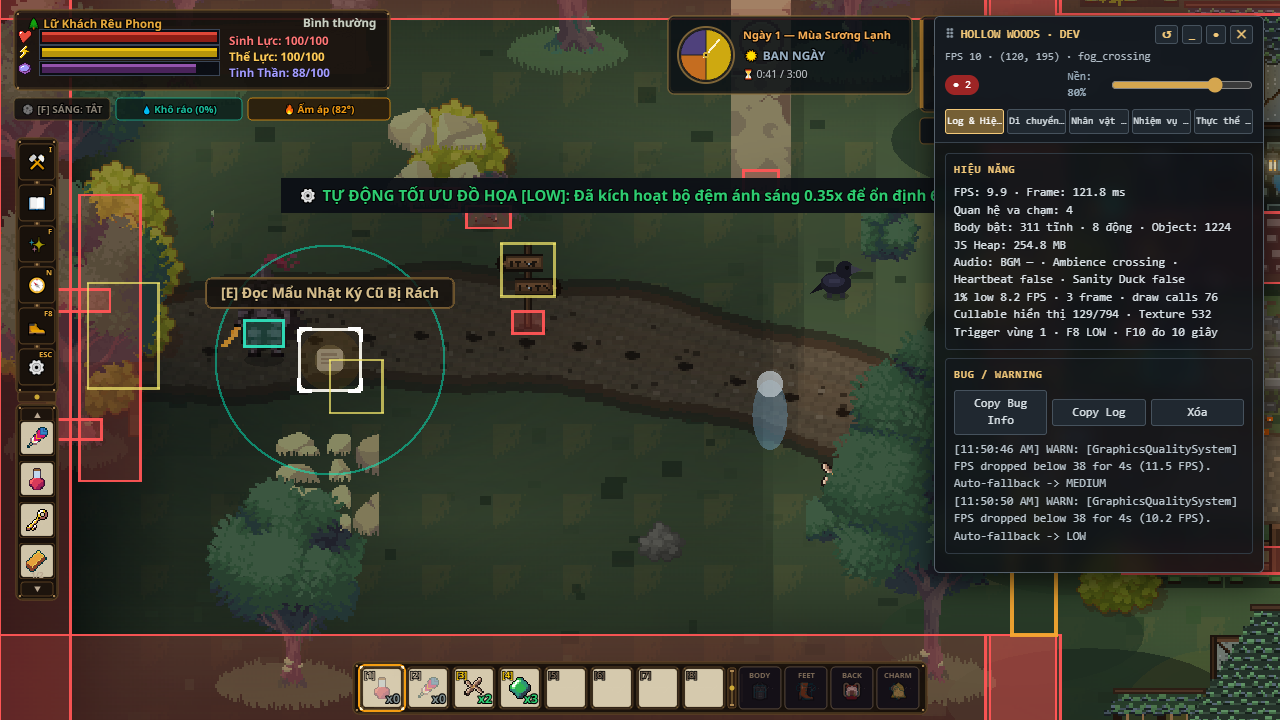 Lữ Khách Rêu Phong
Bình thường
Sinh Lực: 100/100
Thể Lực: 100/100
Tinh Thần: 88/100
[F] SÁNG: TẮT
Khô ráo (0%)
Ấm áp (82°)
Ngày 1 — Mùa Sương Lạnh
BAN NGÀY
0:41 / 3:00
TỰ ĐỘNG TỐI ƯU ĐỒ HỌA [LOW]: Đã kích hoạt bộ đệm ánh sáng 0.35x để ổn định
[E] Đọc Mẩu Nhật Ký Cũ Bị Rách
I
J
F
N
F8
ESC
HOLLOW WOODS · DEV
FPS 10 · (120, 195) · fog_crossing
2
Nền:
80%
Log & Hiệ…
Di chuyển…
Nhân vật …
Nhiệm vụ …
Thực thể …
HIỆU NĂNG
FPS: 9.9 · Frame: 121.8 ms
Quan hệ va chạm: 4
Body bật: 311 tĩnh · 8 động · Object: 1224
JS Heap: 254.8 MB
Audio: BGM — · Ambience crossing ·
Heartbeat false · Sanity Duck false
1% low 8.2 FPS · 3 frame · draw calls 76
Cullable hiển thị 129/794 · Texture 532
Trigger vùng 1 · F8 LOW · F10 đo 10 giây
BUG / WARNING
Copy Bug
Info
Copy Log
Xóa
[11:50:46 AM] WARN: [GraphicsQualitySystem]
FPS dropped below 38 for 4s (11.5 FPS).
Auto-fallback -> MEDIUM
[11:50:50 AM] WARN: [GraphicsQualitySystem]
FPS dropped below 38 for 4s (10.2 FPS).
Auto-fallback -> LOW
[1]
x0
[2]
x0
[3]
x2
[4]
x3
[5]
[6]
[7]
[8]
BODY
FEET
BACK
CHARM